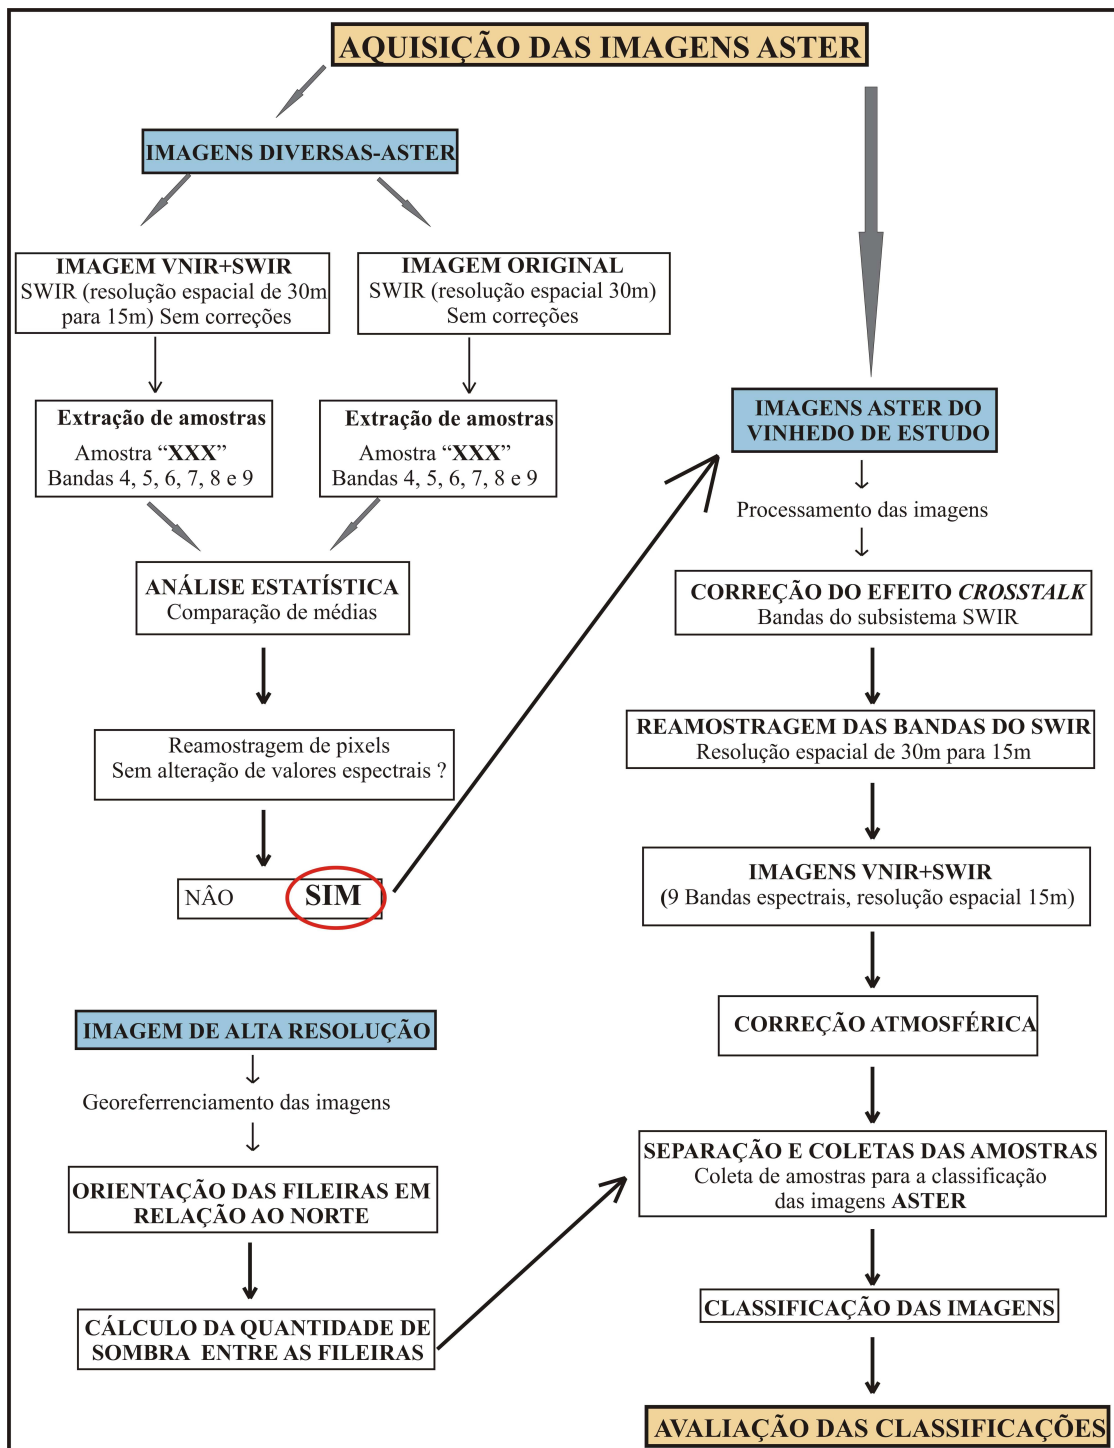 AQUISIÇÃO DAS IMAGENS ASTER
IMAGENS DIVERSAS-ASTER
IMAGEM VNIR+SWIR
SWIR (resolução espacial de 30m
para 15m) Sem correções
IMAGEM ORIGINAL
SWIR (resolução espacial 30m)
Sem correções
Extração de amostras
Amostra “XXX”
Bandas 4, 5, 6, 7, 8 e 9
Extração de amostras
Amostra “XXX”
Bandas 4, 5, 6, 7, 8 e 9
ANÁLISE ESTATÍSTICA
Comparação de médias
Reamostragem de pixels
Sem alteração de valores espectrais ?
NÂO SIM
IMAGEM DE ALTA RESOLUÇÃO
Georeferrenciamento das imagens
ORIENTAÇÃO DAS FILEIRAS EM
RELAÇÃO AO NORTE
CÁLCULO DA QUANTIDADE DE
SOMBRA ENTRE AS FILEIRAS
IMAGENS ASTER DO
VINHEDO DE ESTUDO
Processamento das imagens
CORREÇÃO DO EFEITO CROSSTALK
Bandas do subsistema SWIR
REAMOSTRAGEM DAS BANDAS DO SWIR
Resolução espacial de 30m para 15m
IMAGENS VNIR+SWIR
(9 Bandas espectrais, resolução espacial 15m)
CORREÇÃO ATMOSFÉRICA
SEPARAÇÃO E COLETAS DAS AMOSTRAS
Coleta de amostras para a classificação
das imagens ASTER
CLASSIFICAÇÃO DAS IMAGENS
AVALIAÇÃO DAS CLASSIFICAÇÕES